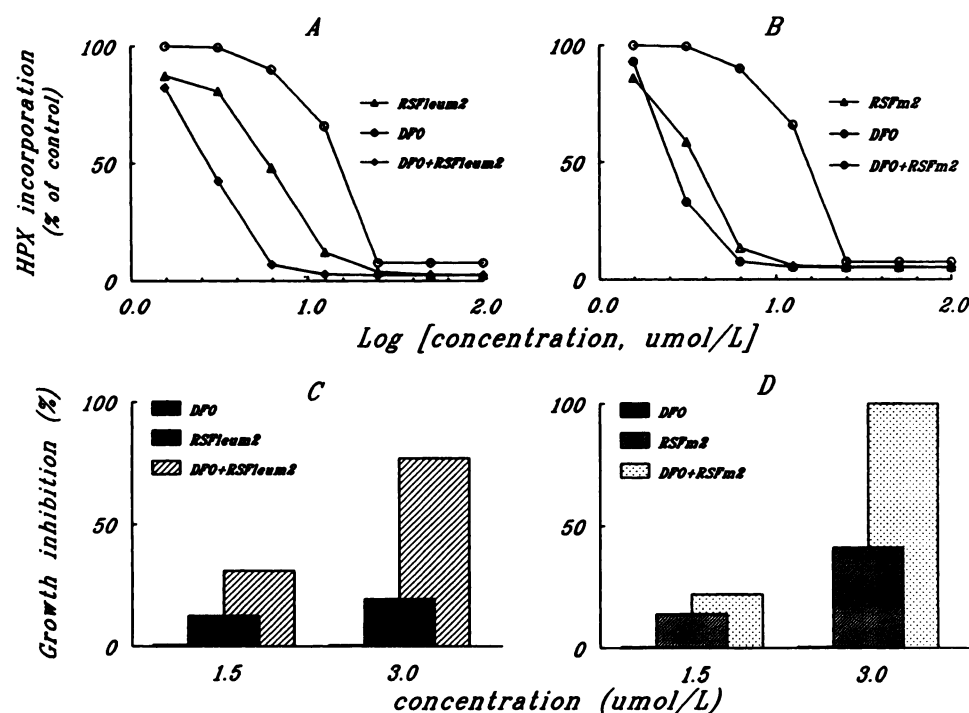 A
B
HPX incorporation
(% of control)
100
50
0
RSFleum2
DFO
DFO+RSFleum2
0.0
1.0
2.0
100
50
0
RSFm2
DFO
DFO+RSFm2
0.0
1.0
2.0
Log [concentration, umol/L]
C
D
Growth inhibition (%)
100
50
0
DFO
RSFleum2
DFO+RSFleum2
1.5
3.0
100
50
0
DFO
RSFm2
DFO+RSFm2
1.5
3.0
concentration (umol/L)